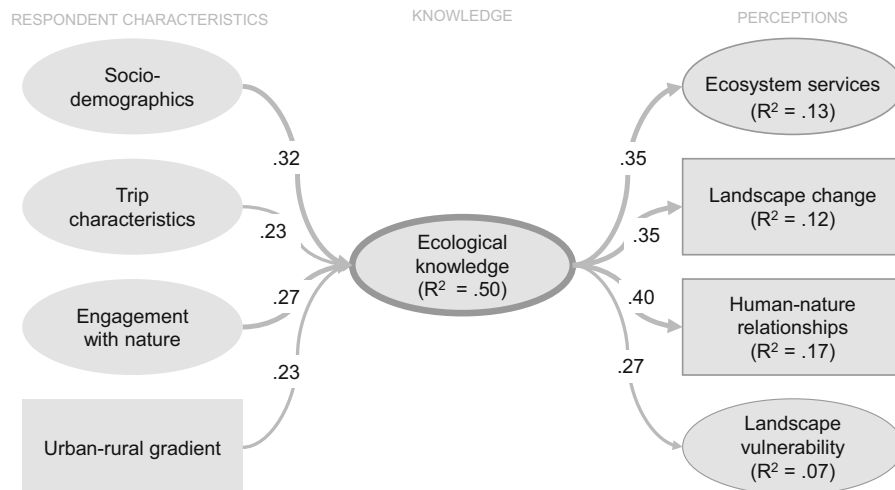 RESPONDENT CHARACTERISTICS
KNOWLEDGE
PERCEPTIONS
Socio-
demographics
Trip
characteristics
Engagement
with nature
Urban-rural gradient
.32
.23
.27
.23
Ecological
knowledge
(R² = .50)
.35
.35
.40
.27
Ecosystem services
(R² = .13)
Landscape change
(R² = .12)
Human-nature
relationships
(R² = .17)
Landscape
vulnerability
(R² = .07)